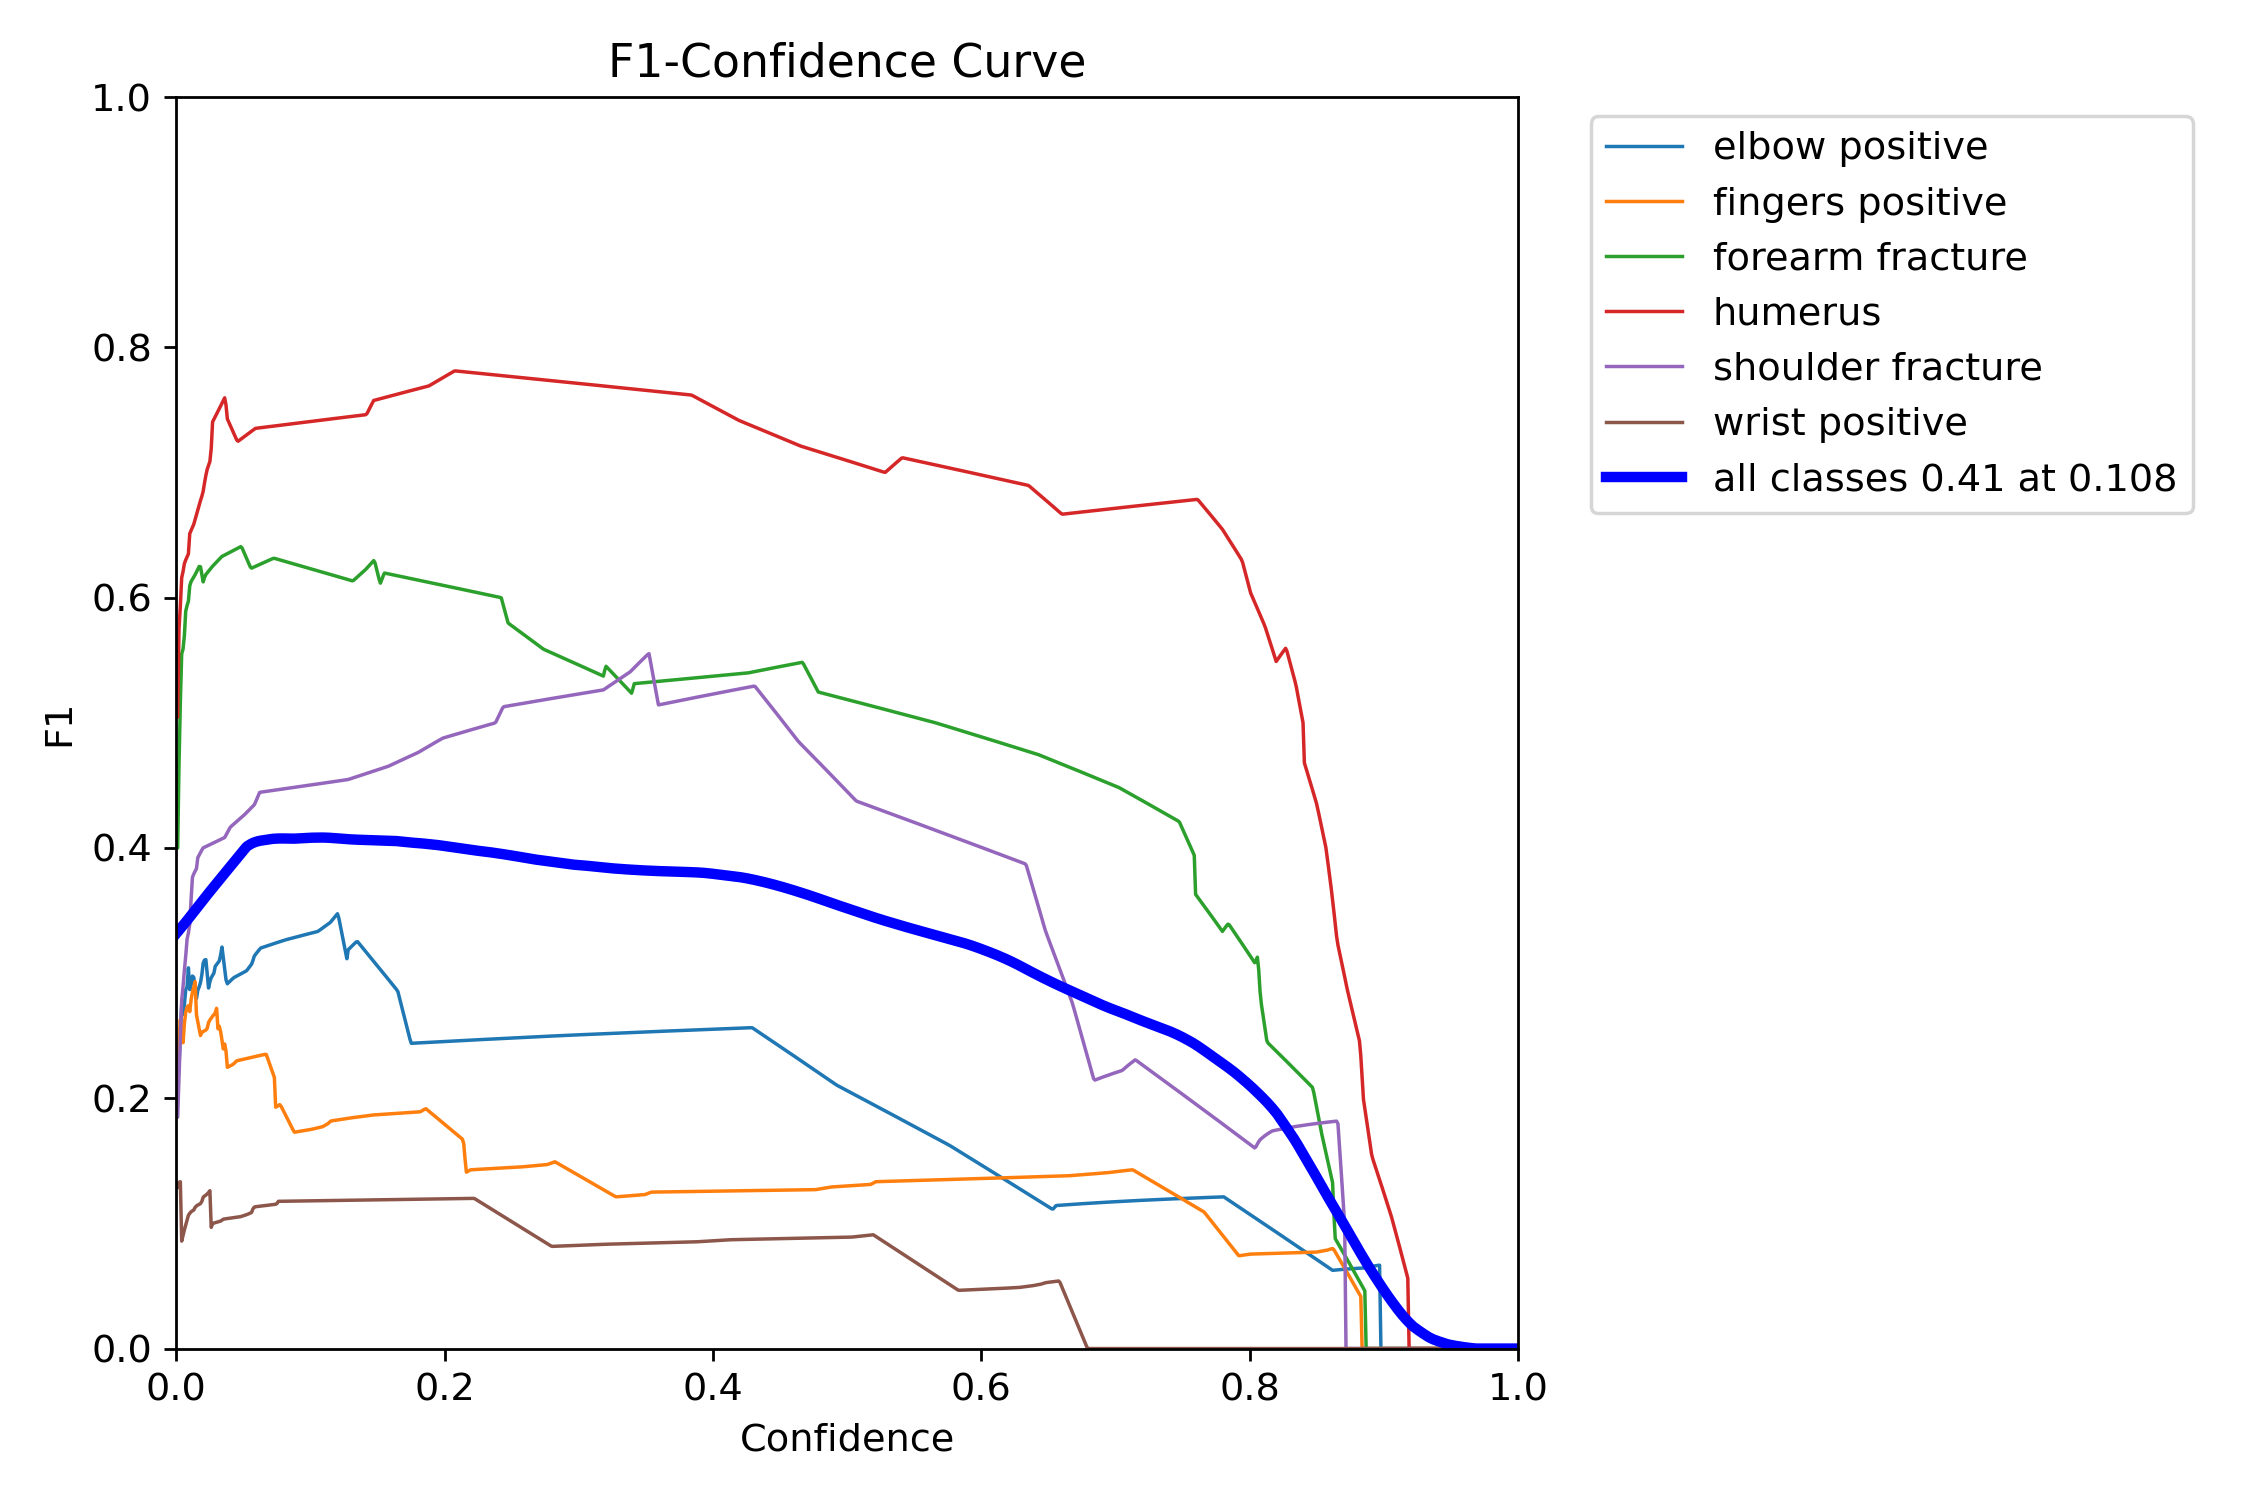 F1-Confidence Curve
1.0
0.8
0.6
0.4
0.2
0.0
F1
0.0 0.2 0.4 0.6 0.8 1.0
Confidence
elbow positive
fingers positive
forearm fracture
humerus
shoulder fracture
wrist positive
all classes 0.41 at 0.108